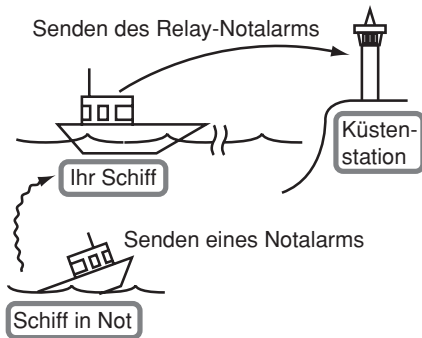 Senden des Relay-Notalarms
Küsten-
station
Ihr Schiff
Senden eines Notalarms
Schiff in Not